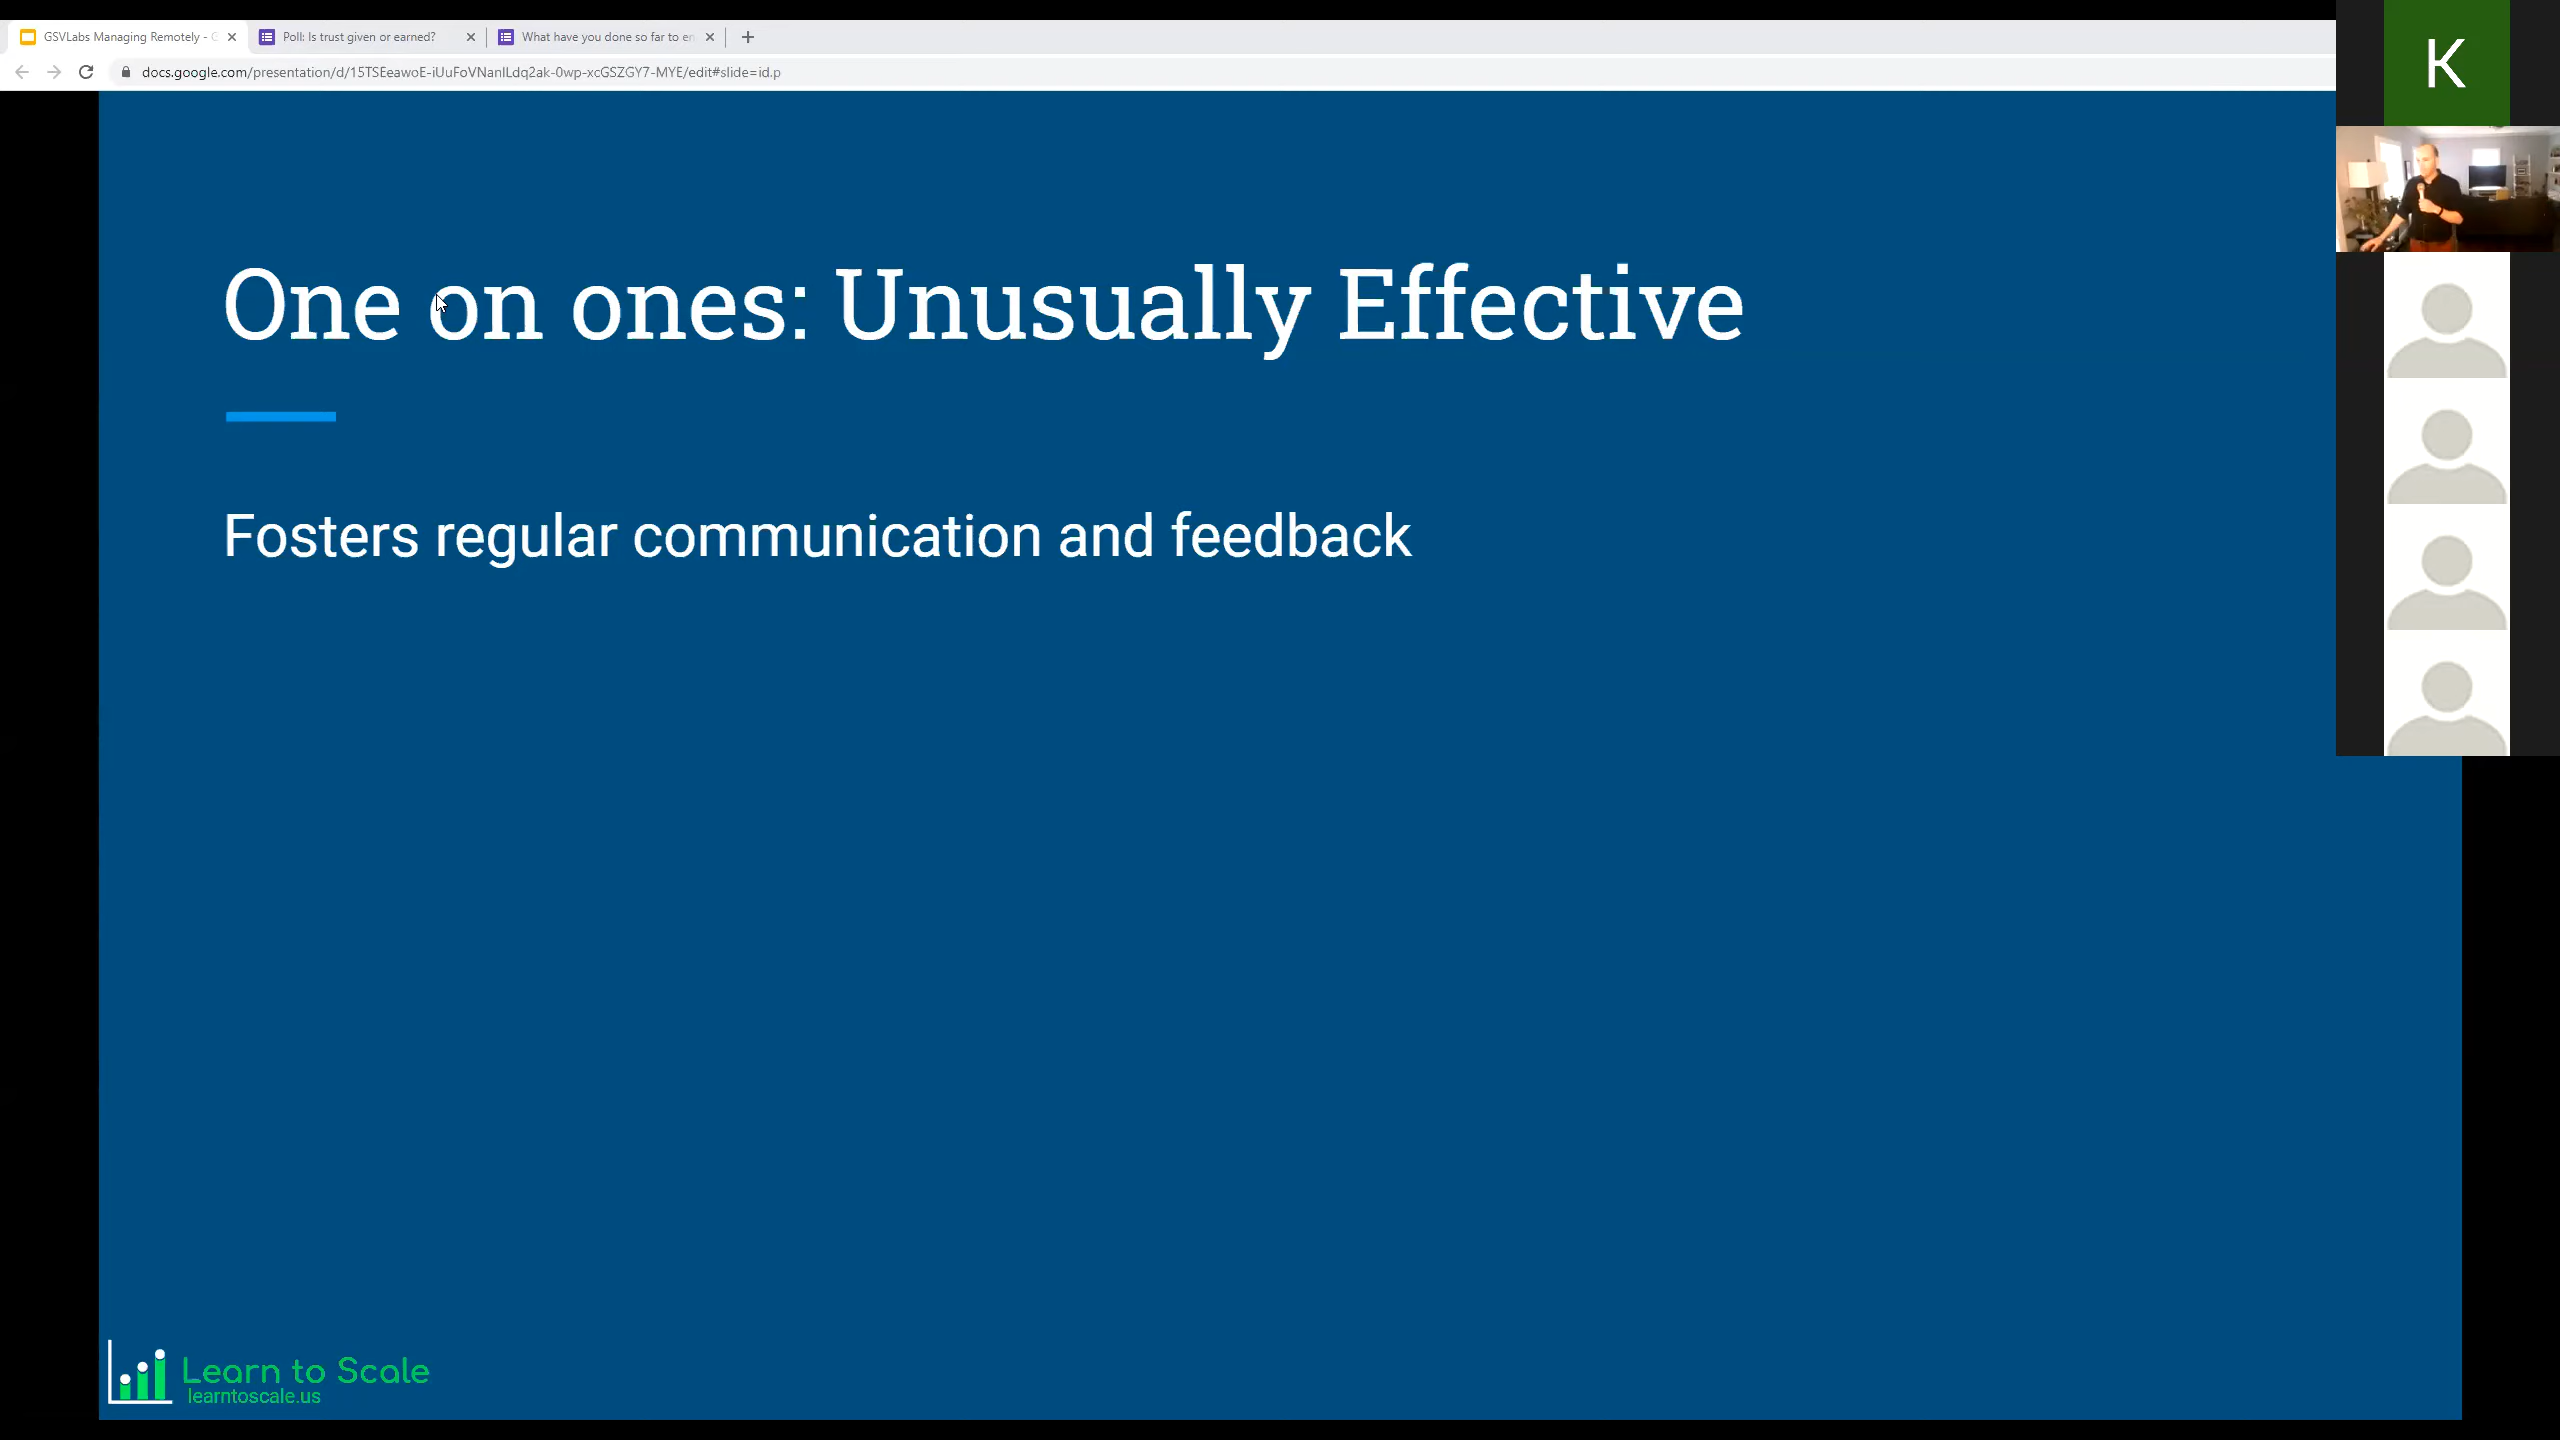 GSVLabs Managing Remotely - G
Poll: Is trust given or earned?
What have you done so far to en
docs.google.com/presentation/d/15TSEeawoE-iUuFoVNanILdq2ak-0wp-xcGSZGY7-MYE/edit#slide=id.p
K
One on ones: Unusually Effective
Fosters regular communication and feedback
Learn to Scale
learntoscale.us